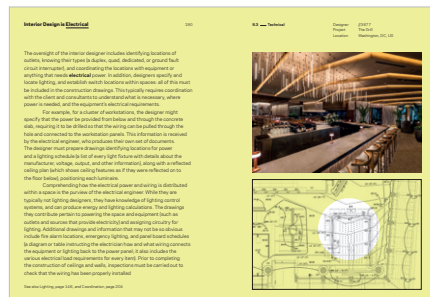 Interior Design is Electrical
8.3 — Technical
Designer
Project
Location
The Grill
Washington, DC, US
The oversight of the interior designer includes identifying locations of
outlets, knowing their types (a duplex, quad, dedicated, or ground fault
circuit interrupter), and coordinating the locations with equipment or
anything that needs electrical power. In addition, designers specify and
locate lighting, and establish switch locations within spaces: all of this must
be included in the construction drawings. This typically requires coordination
with the client and consultants to understand what is necessary, where
power is needed, and the equipment's electrical requirements.
For example, for a cluster of workstations, the designer might
specify that the power be provided from below and through the concrete
slab, requiring it to be drilled so that the wiring can be pulled through the
hole and connected to the workstations. This information is received
by the electrical engineer, who produces their own set of documents.
The designer must prepare drawings identifying locations for power
and a lighting schedule (a list of every light fixture with details about the
manufacturer, voltage, output, and other information), along with a reflected
ceiling plan (which shows ceiling features as if they were reflected on to
the floor below), positioning each luminaire.
Comprehending how the electrical power and wiring is distributed
within a space is the purview of the electrical engineer. While they are
typically not lighting designers, they have knowledge of lighting control
systems, and can produce energy and lighting calculations. The drawings
they contribute pertain to powering the space and equipment (such as
outlets and sources that provide electricity) and assigning circuitry for
lighting. Additional drawings and information that may not be so obvious
include fire alarm locations, emergency lighting, and panel board schedules
(a diagram or table instructing the electrician how and what wiring connects
the equipment or lighting back to the power panel; it also includes the
various electrical load requirements for every item). Prior to completing
the construction of ceilings and walls, inspections must be carried out to
check that the wiring has been properly installed
See also Lighting, page 246, and Coordination, page